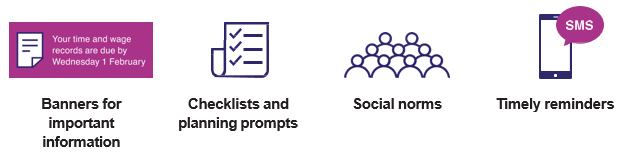 Your time and wage
records are due by
Wednesday 1 February
SMS
Banners for
important
information
Checklists and
planning prompts
Social norms
Timely reminders